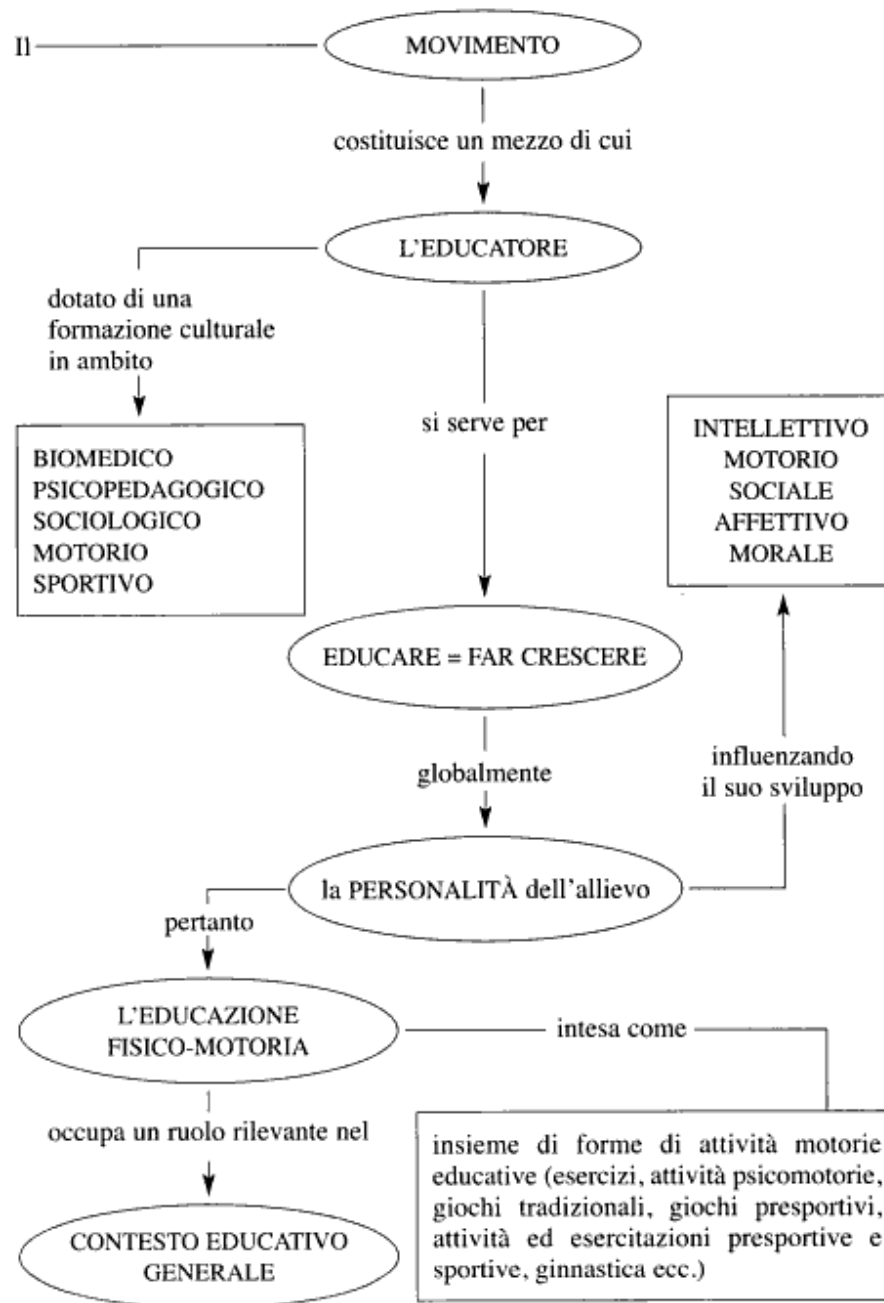 Il
MOVIMENTO
costituisce un mezzo di cui
L'EDUCATORE
dotato di una
formazione culturale
in ambito
BIOMEDICO
PSICOPEDAGOGICO
SOCIOLOGICO
MOTORIO
SPORTIVO
si serve per
EDUCARE = FAR CRESCERE
globalmente
la PERSONALITÀ dell'allievo
influenzando
il suo sviluppo
INTELLETTIVO
MOTORIO
SOCIALE
AFFETTIVO
MORALE
pertanto
L'EDUCAZIONE
FISICO-MOTORIA
intesa come
insieme di forme di attività motorie
educative (esercizi, attività psicomotorie,
giochi tradizionali, giochi presportivi,
attività ed esercitazioni presportive e
sportive, ginnastica ecc.)
occupa un ruolo rilevante nel
CONTESTO EDUCATIVO
GENERALE